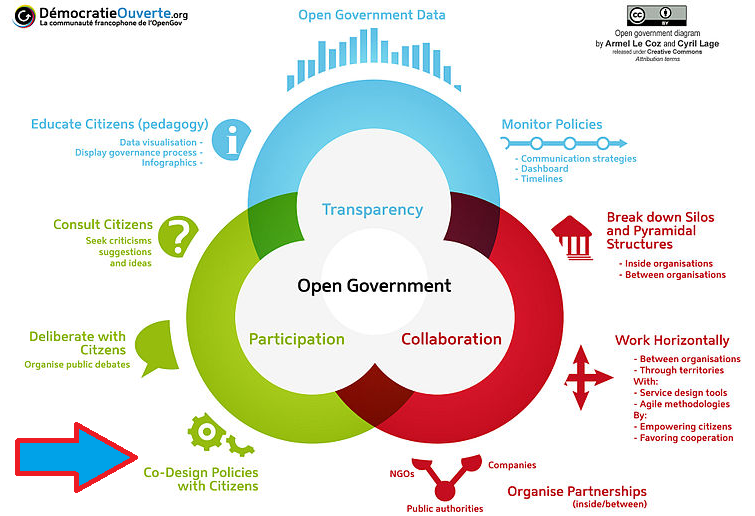 DémocratieOuverte.org
La communauté francophone de l'OpenGov
Open Government Data
cc BY
Open government diagram
by Armel Le Coz and Cyril Lage
released under Creative Commons
Attribution terms
Educate Citizens (pedagogy)
Data visualisation -
Display governance process -
Infographics -
i
Monitor Policies
- Communication strategies
- Dashboard
- Timelines
Transparency
Consult Citizens
Seek criticisms
suggestions
and ideas
?
Break down Silos
and Pyramidal
Structures
- Inside organisations
- Between organisations
Open Government
Participation
Collaboration
Deliberate with
Citzens
Organise public debates
Work Horizontally
- Between organisations
- Through territories
With:
- Service design tools
- Agile methodologies
By:
- Empowering citizens
- Favoring cooperation
Co-Design Policies
with Citizens
NGOs
Companies
Public authorities
Organise Partnerships
(inside/between)